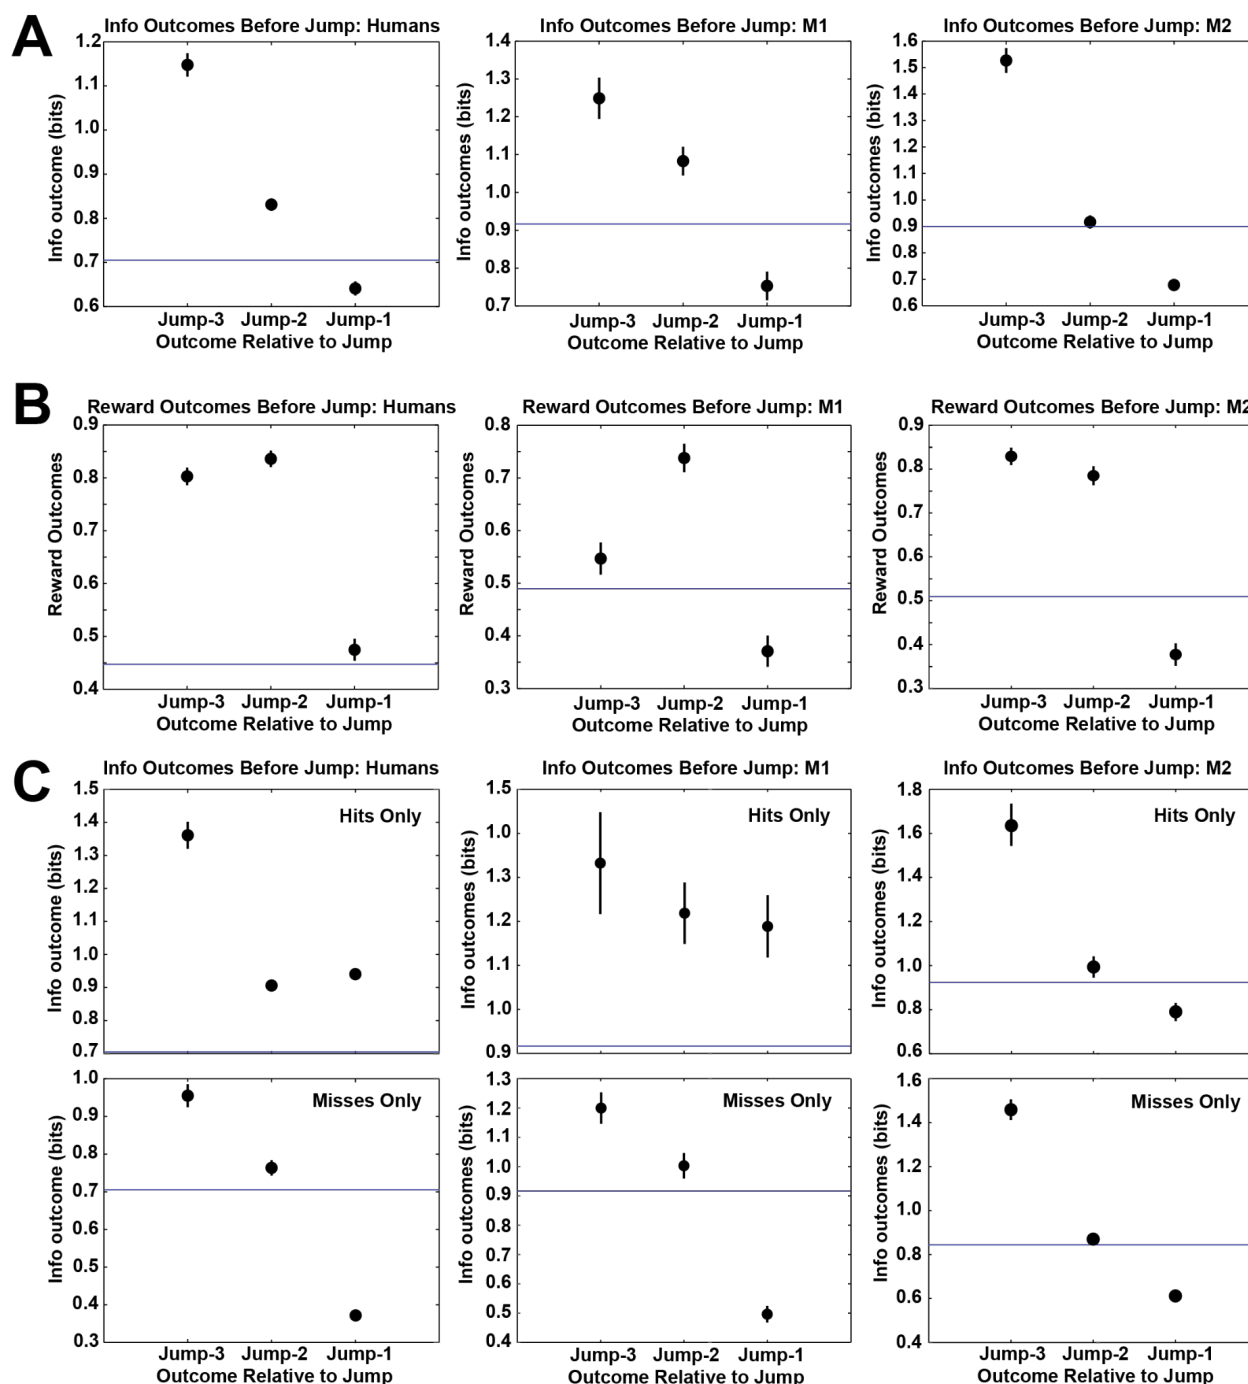 A
Info Outcomes Before Jump: Humans
Info outcome (bits)
1.2
1.1
1.0
0.9
0.8
0.7
0.6
Jump-3 Jump-2 Jump-1
Outcome Relative to Jump
Info Outcomes Before Jump: M1
Info outcomes (bits)
1.4
1.3
1.2
1.1
1.0
0.9
0.8
0.7
Jump-3 Jump-2 Jump-1
Outcome Relative to Jump
Info Outcomes Before Jump: M2
Info outcomes (bits)
1.6
1.5
1.4
1.3
1.2
1.1
1.0
0.9
0.8
0.7
0.6
Jump-3 Jump-2 Jump-1
Outcome Relative to Jump
B
Reward Outcomes Before Jump: Humans
Reward Outcomes
0.9
0.8
0.7
0.6
0.5
0.4
Jump-3 Jump-2 Jump-1
Outcome Relative to Jump
Reward Outcomes Before Jump: M1
Reward Outcomes
0.8
0.7
0.6
0.5
0.4
0.3
Jump-3 Jump-2 Jump-1
Outcome Relative to Jump
Reward Outcomes Before Jump: M2
Reward Outcomes
0.9
0.8
0.7
0.6
0.5
0.4
0.3
Jump-3 Jump-2 Jump-1
Outcome Relative to Jump
C
Info Outcomes Before Jump: Humans
Hits Only
Info outcome (bits)
1.5
1.4
1.3
1.2
1.1
1.0
0.9
0.8
0.7
Info Outcomes Before Jump: M1
Hits Only
Info outcomes (bits)
1.5
1.0
1.3
1.2
1.1
1.0
0.9
Info Outcomes Before Jump: M2
Hits Only
Info outcomes (bits)
1.8
1.6
1.4
1.2
1.0
0.8
0.6
Misses Only
Info outcome (bits)
1.0
0.9
0.8
0.7
0.6
0.5
0.4
0.3
Jump-3 Jump-2 Jump-1
Outcome Relative to Jump
Misses Only
Info outcomes (bits)
1.3
1.2
1.1
1.0
0.9
0.8
0.7
0.6
0.5
0.4
Jump-3 Jump-2 Jump-1
Outcome Relative to Jump
Misses Only
Info outcomes (bits)
1.6
1.4
1.2
1.0
0.8
0.6
0.4
Jump-3 Jump-2 Jump-1
Outcome Relative to Jump